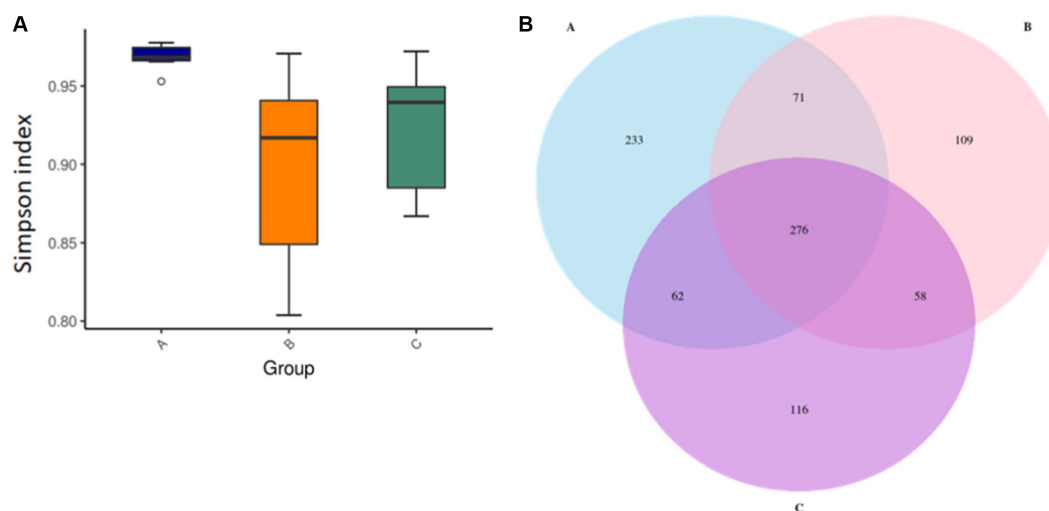 A
Simpson index
0.95
0.90
0.85
0.80
A
B
C
Group
B
A
B
71
233
109
276
62
58
116
C